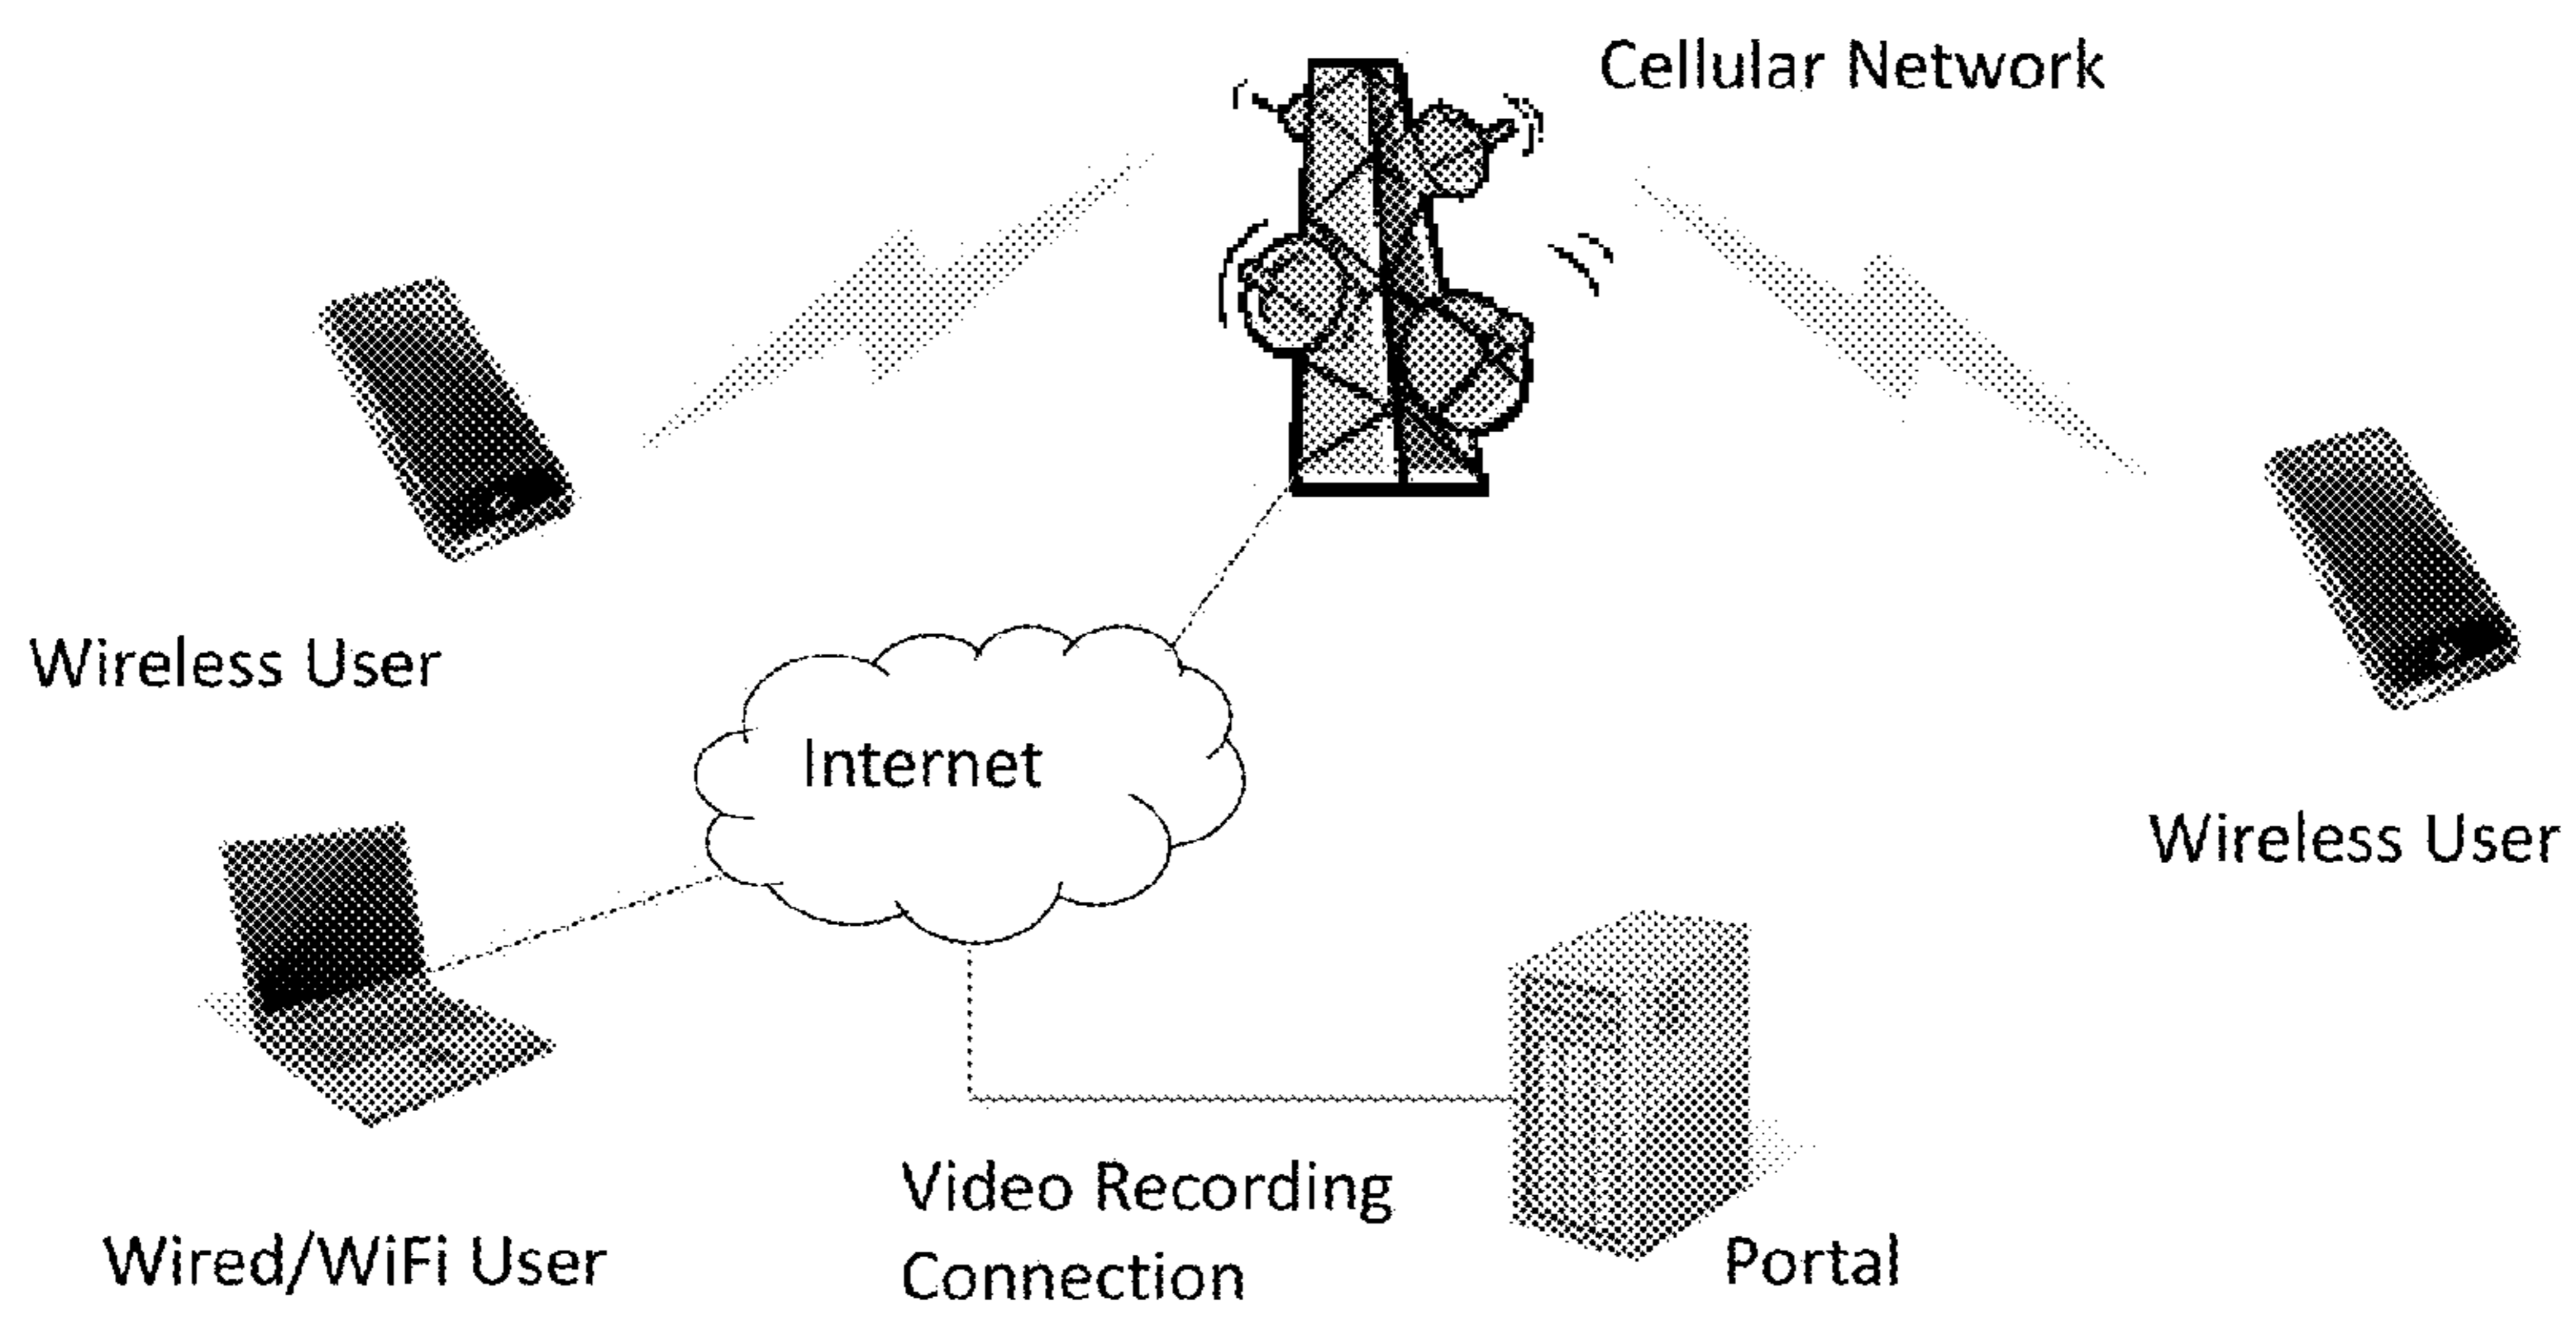 Cellular Network
Wireless User
Internet
Wireless User
Video Recording
Connection
Wired/WiFi User
Portal